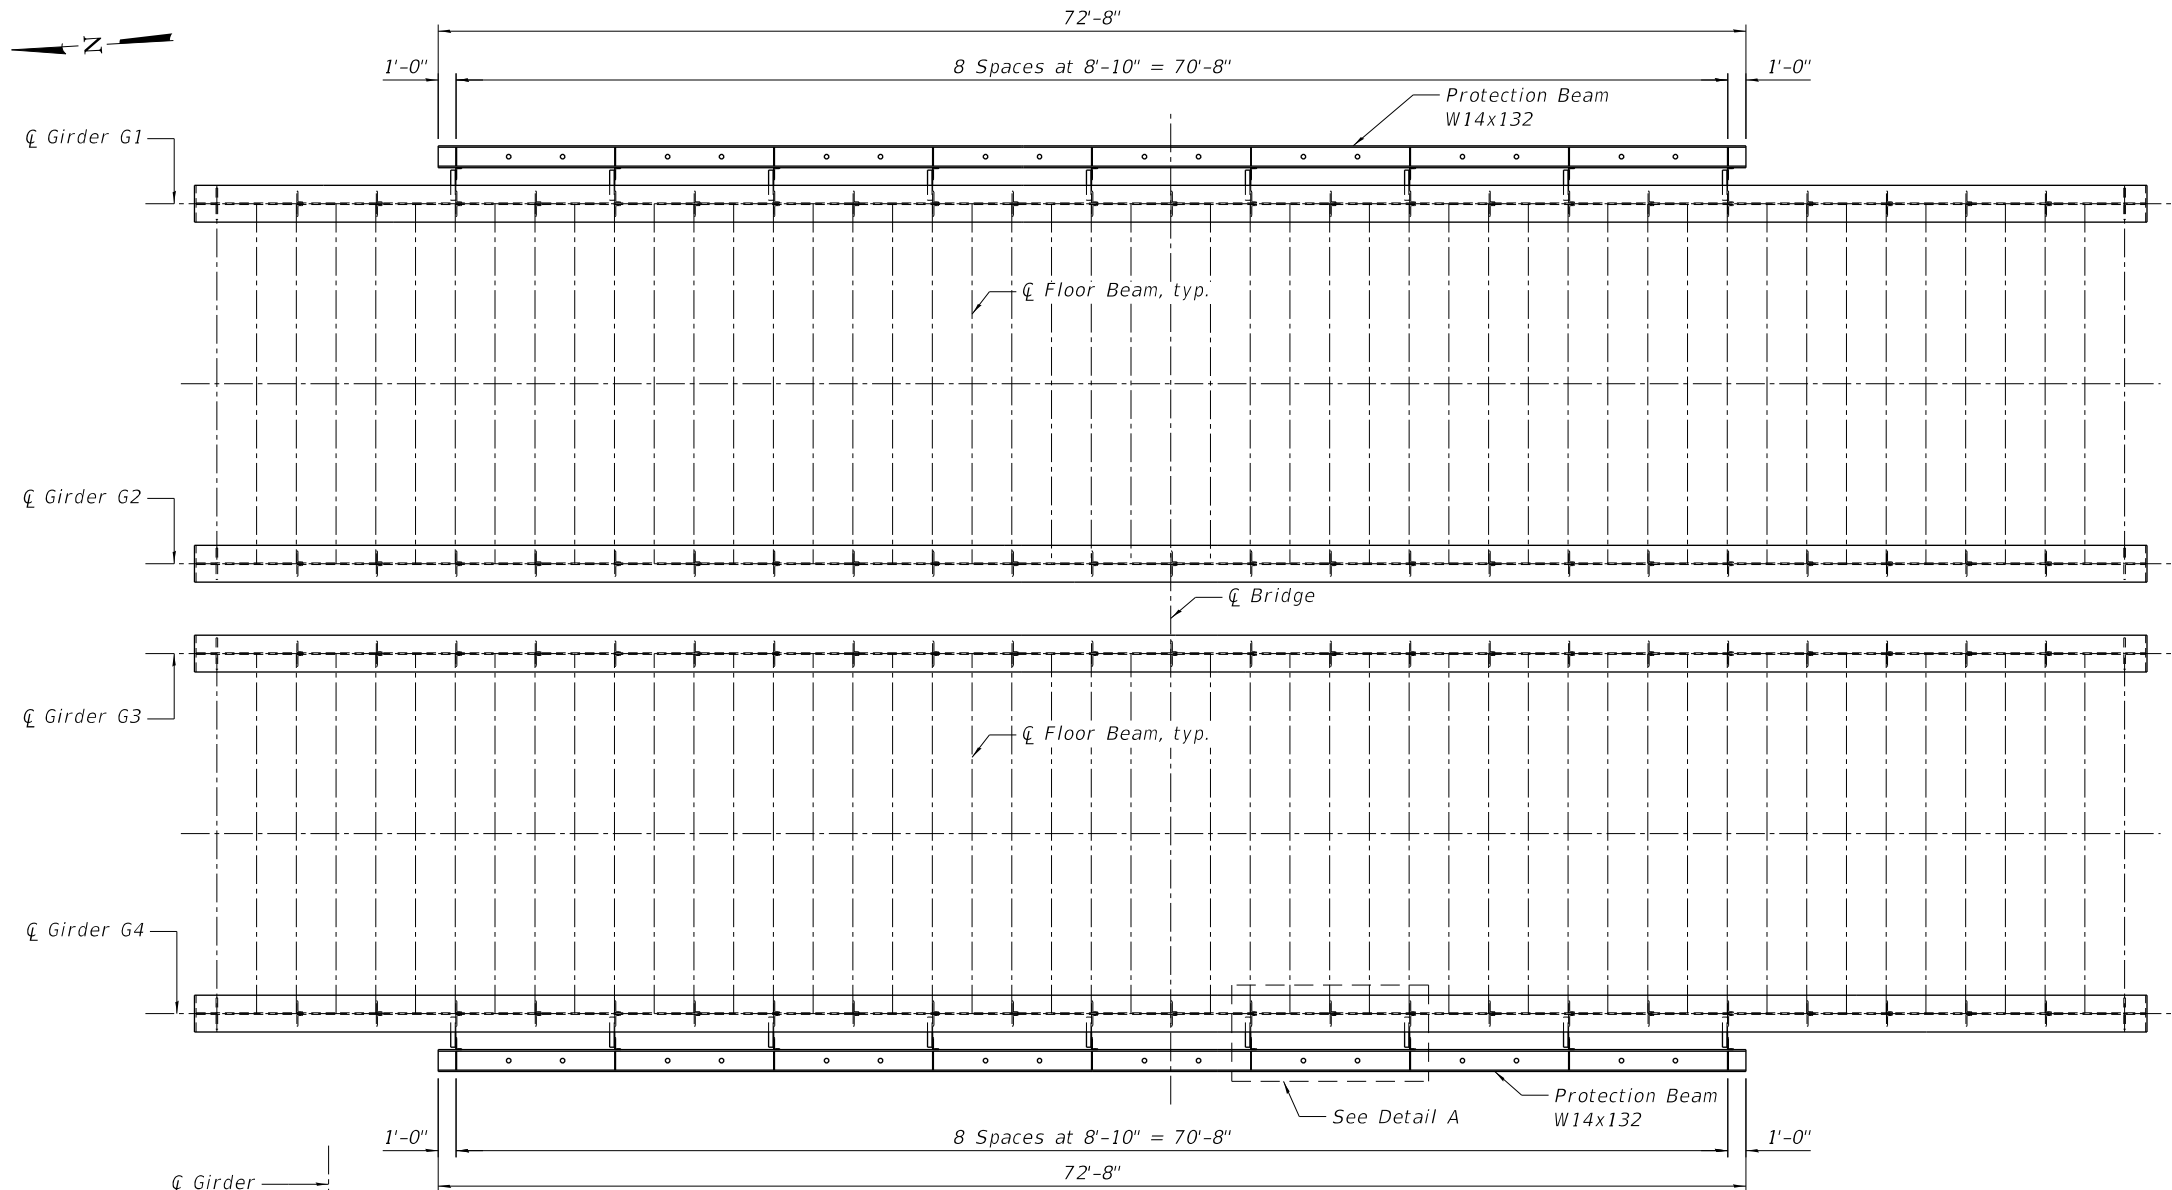 72'-8"
N
1'-0" 8 Spaces at 8'-10" = 70'-8" 1'-0"
Protection Beam
W14x132
℄ Girder G1
℄ Floor Beam, typ.
℄ Girder G2
℄ Bridge
℄ Girder G3
℄ Floor Beam, typ.
℄ Girder G4
Protection Beam
W14x132
See Detail A
1'-0" 8 Spaces at 8'-10" = 70'-8" 1'-0"
72'-8"
℄ Girder